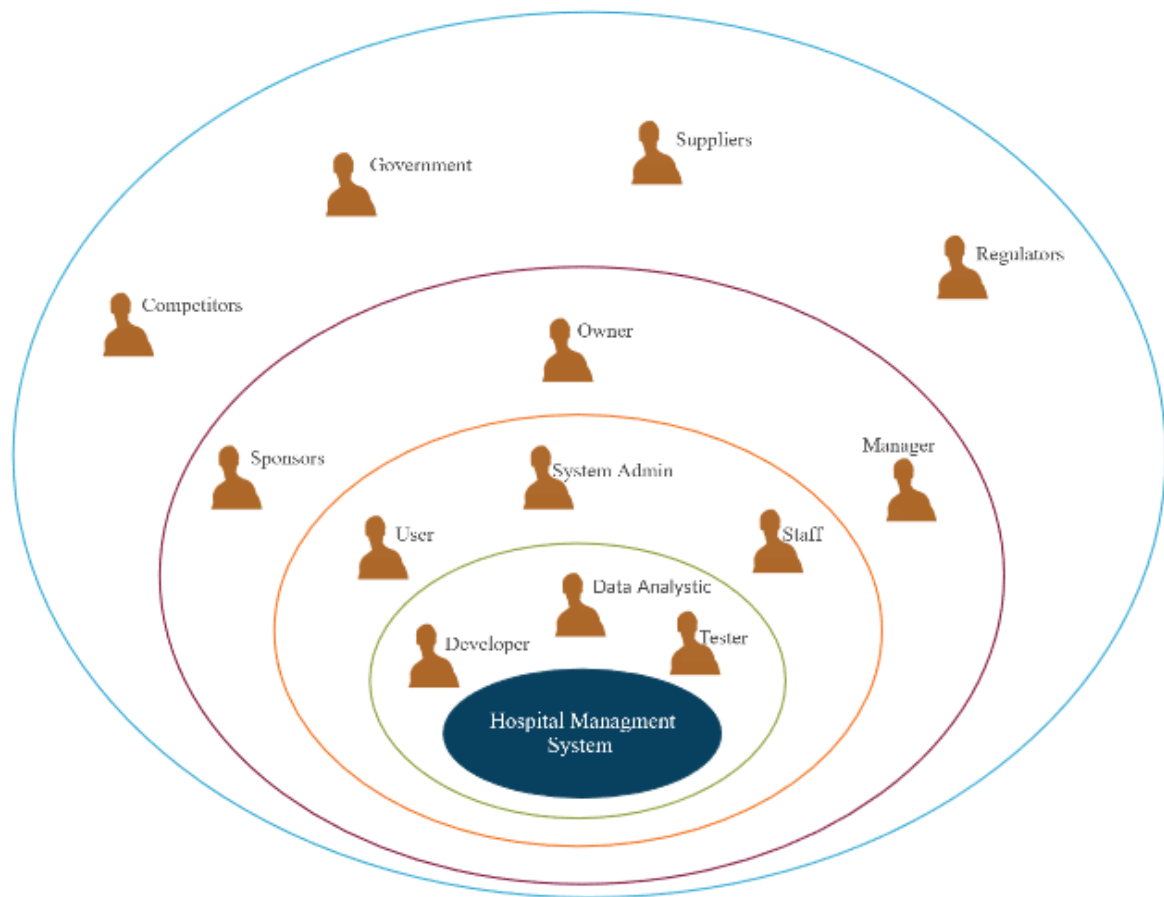 Suppliers
Government
Regulators
Competitors
Owner
Manager
Sponsors
System Admin
User
Staff
Data Analystic
Tester
Developer
Hospital Managment
System